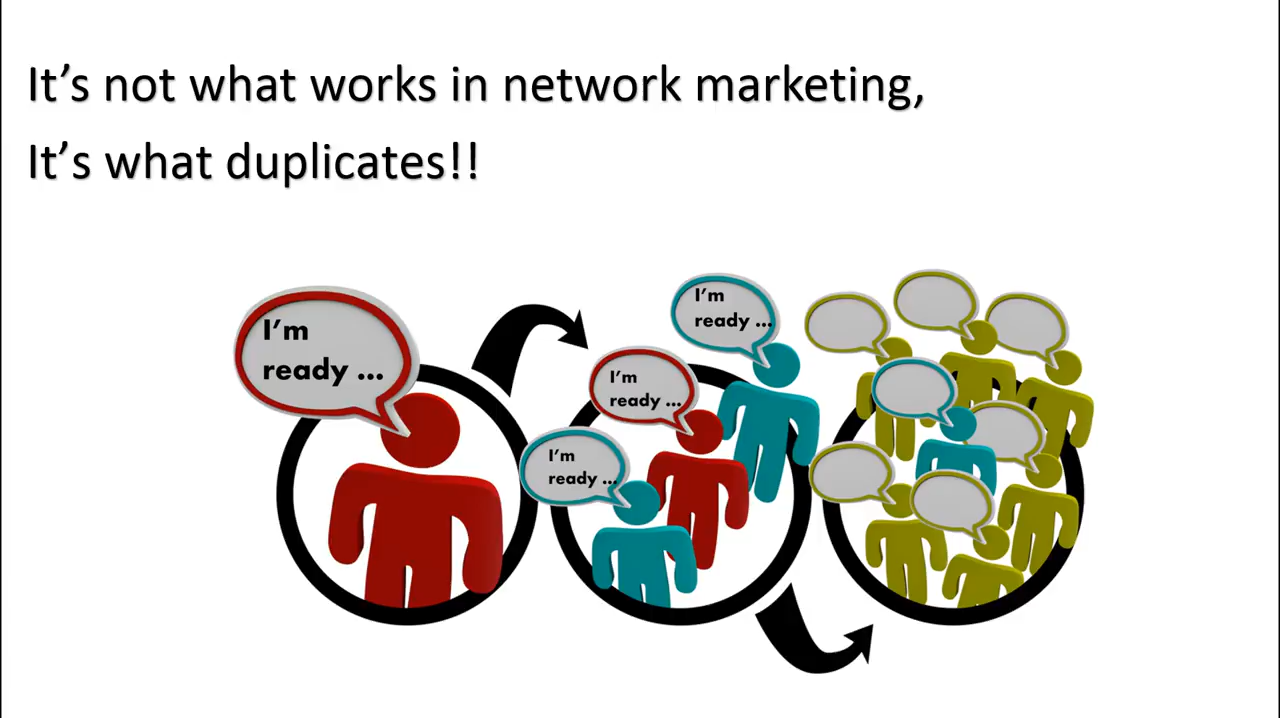 It's not what works in network marketing,
It's what duplicates!!
I'm
ready ...
I'm
ready ...
I'm
ready ...
I'm
ready ...